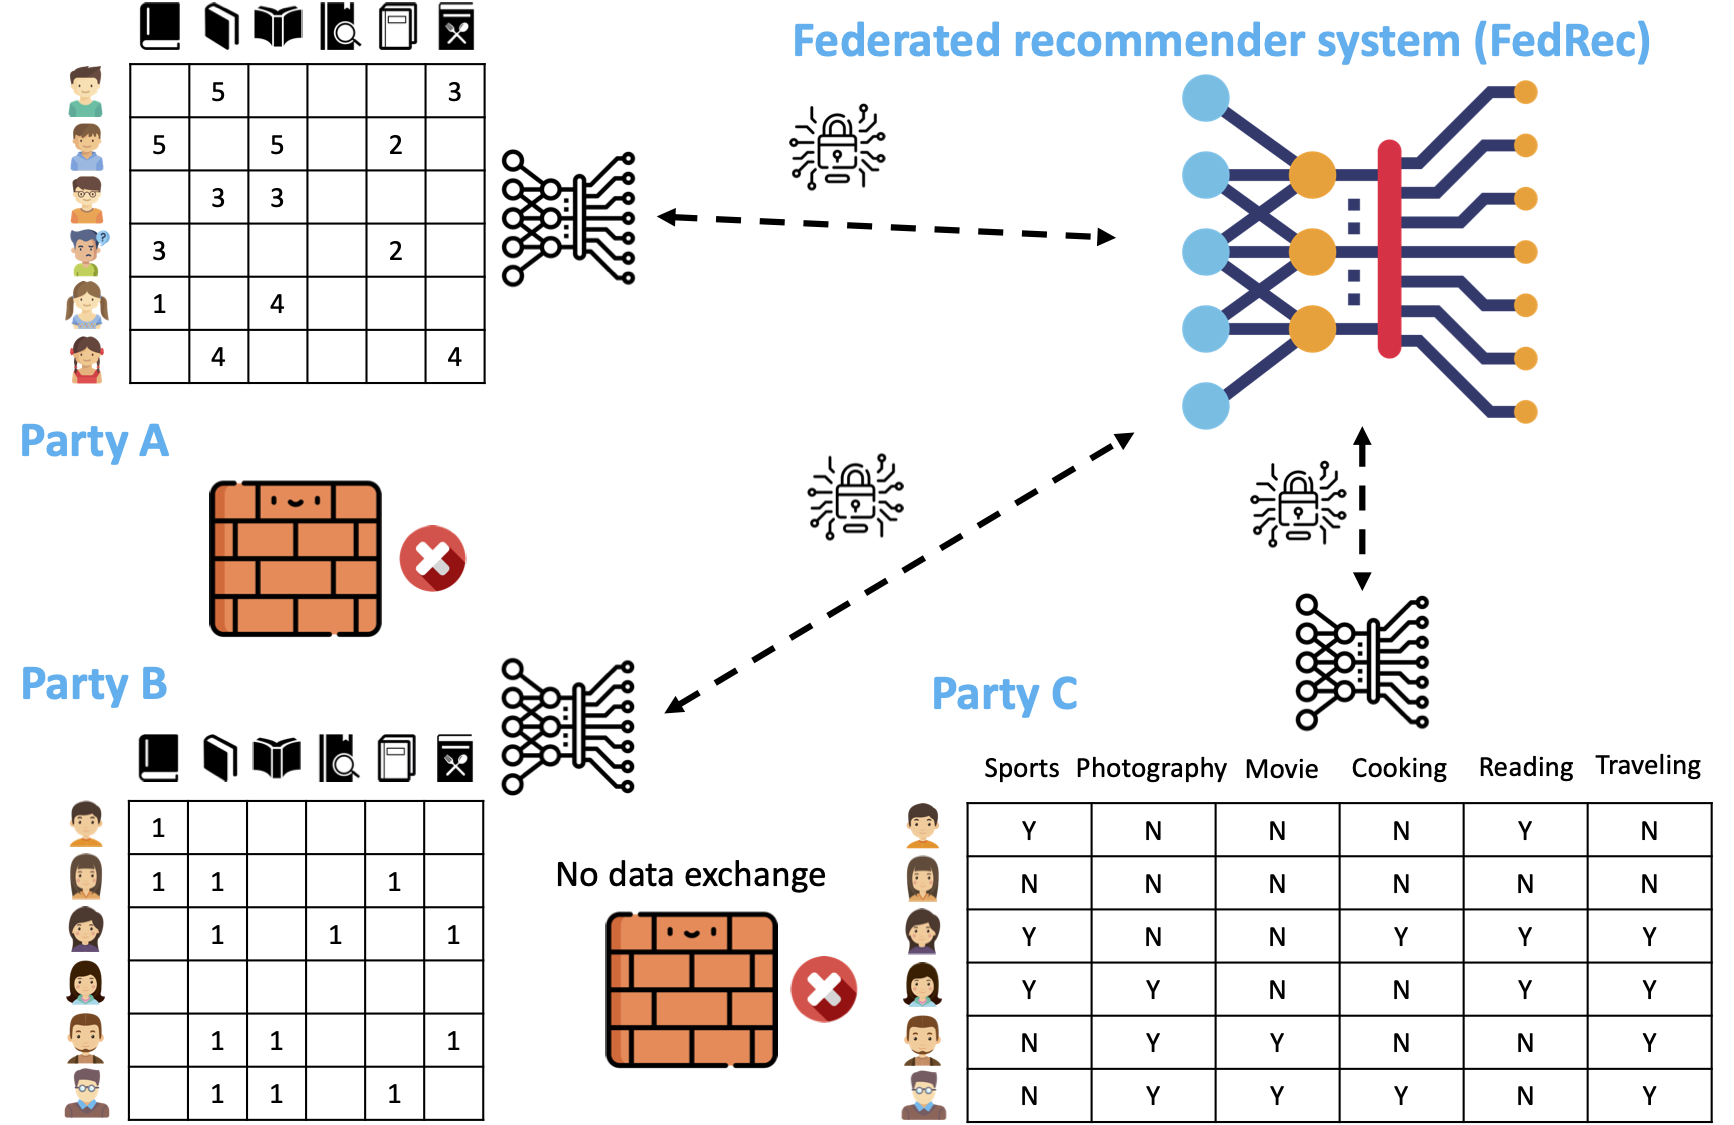 Federated recommender system (FedRec)
5 3
5 5 2
3 3
3 2
1 4
4 4
Party A
Party B
1
1 1 1
1 1 1
1 1 1
1 1 1
No data exchange
Party C
Sports Photography Movie Cooking Reading Traveling
Y N N N Y N
N N N N N N
Y N N Y Y Y
Y Y N N Y Y
N Y Y N N Y
N Y Y Y N Y